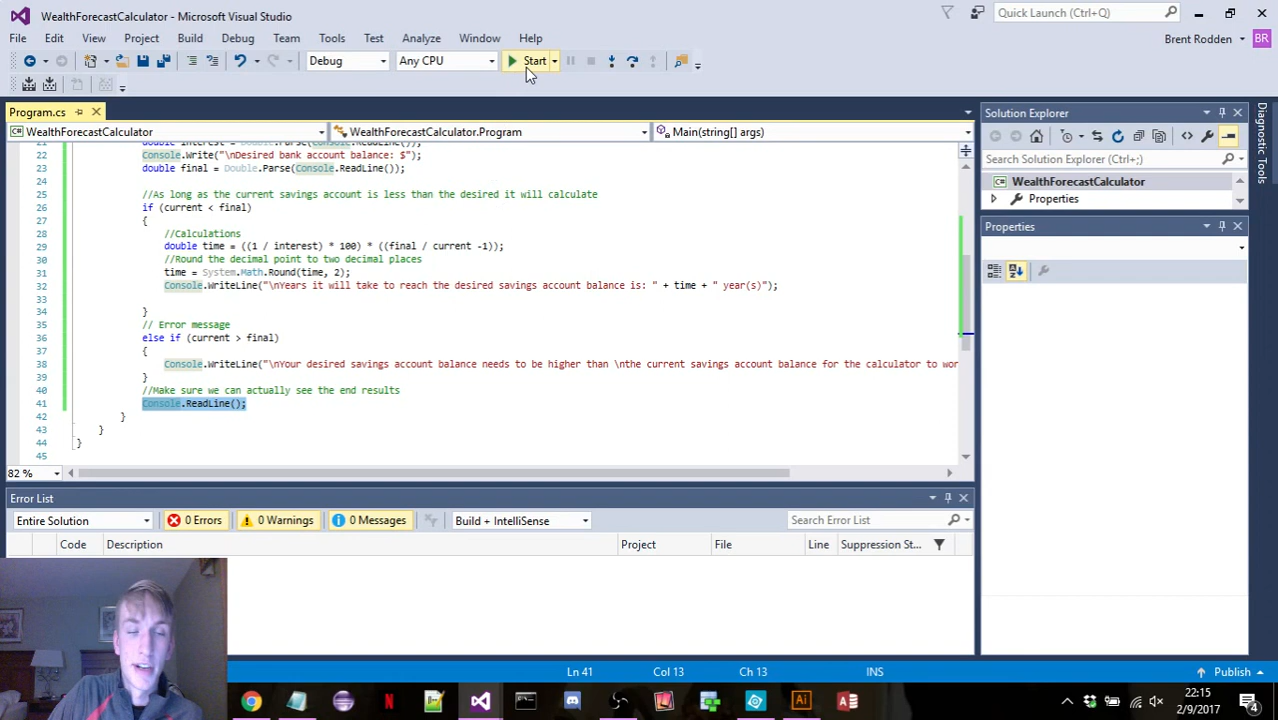 WealthForecastCalculator - Microsoft Visual Studio
Quick Launch (Ctrl+Q)
File Edit View Project Build Debug Team Tools Test Analyze Window Help
Brent Rodden BR
Debug Any CPU Start
Program.cs
WealthForecastCalculator WealthForecastCalculator.Program Main(string[] args)
21 double interest = Double.Parse(Console.ReadLine());
22 Console.Write("\nDesired bank account balance: $");
23 double final = Double.Parse(Console.ReadLine());
24
25 //As long as the current savings account is less than the desired it will calculate
26 if (current < final)
27 {
28 //Calculations
29 double time = ((1 / interest) * 100) * ((final / current -1));
30 //Round the decimal point to two decimal places
31 time = System.Math.Round(time, 2);
32 Console.WriteLine("\nYears it will take to reach the desired savings account balance is: " + time + " year(s)");
33
34 }
35 // Error message
36 else if (current > final)
37 {
38 Console.WriteLine("\nYour desired savings account balance needs to be higher than \nthe current savings account balance for the calculator to wor
39 }
40 //Make sure we can actually see the end results
41 Console.ReadLine();
42 }
43 }
44 }
45
82 %
Solution Explorer
Search Solution Explorer (Ctrl+;)
WealthForecastCalculator
Properties
Properties
Diagnostic Tools
Error List
Entire Solution 0 Errors 0 Warnings 0 Messages Build + IntelliSense Search Error List
Code Description Project File Line Suppression St...
Ln 41 Col 13 Ch 13 INS Publish
22:15
2/9/2017
4